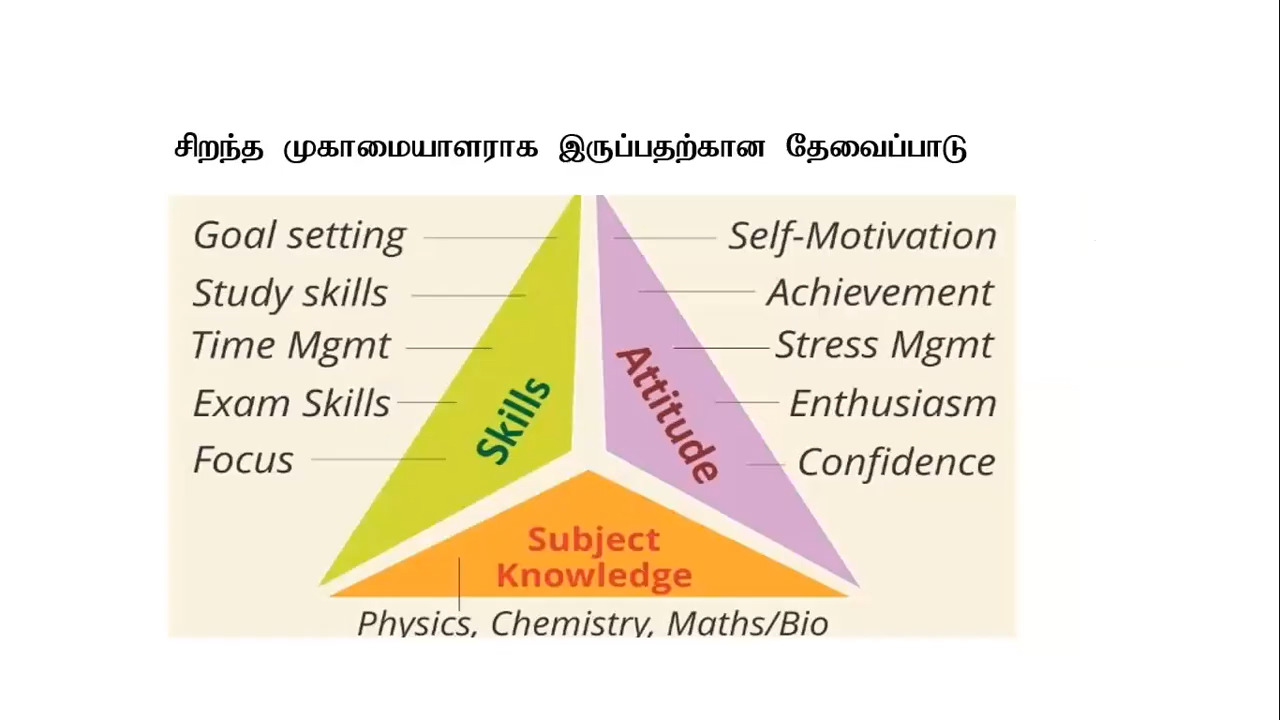 சிறந்த முகாமையாளராக இருப்பதற்கான தேவைப்பாடு
Goal setting
Study skills
Time Mgmt
Exam Skills
Focus
Skills
Attitude
Self-Motivation
Achievement
Stress Mgmt
Enthusiasm
Confidence
Subject
Knowledge
Physics, Chemistry, Maths/Bio